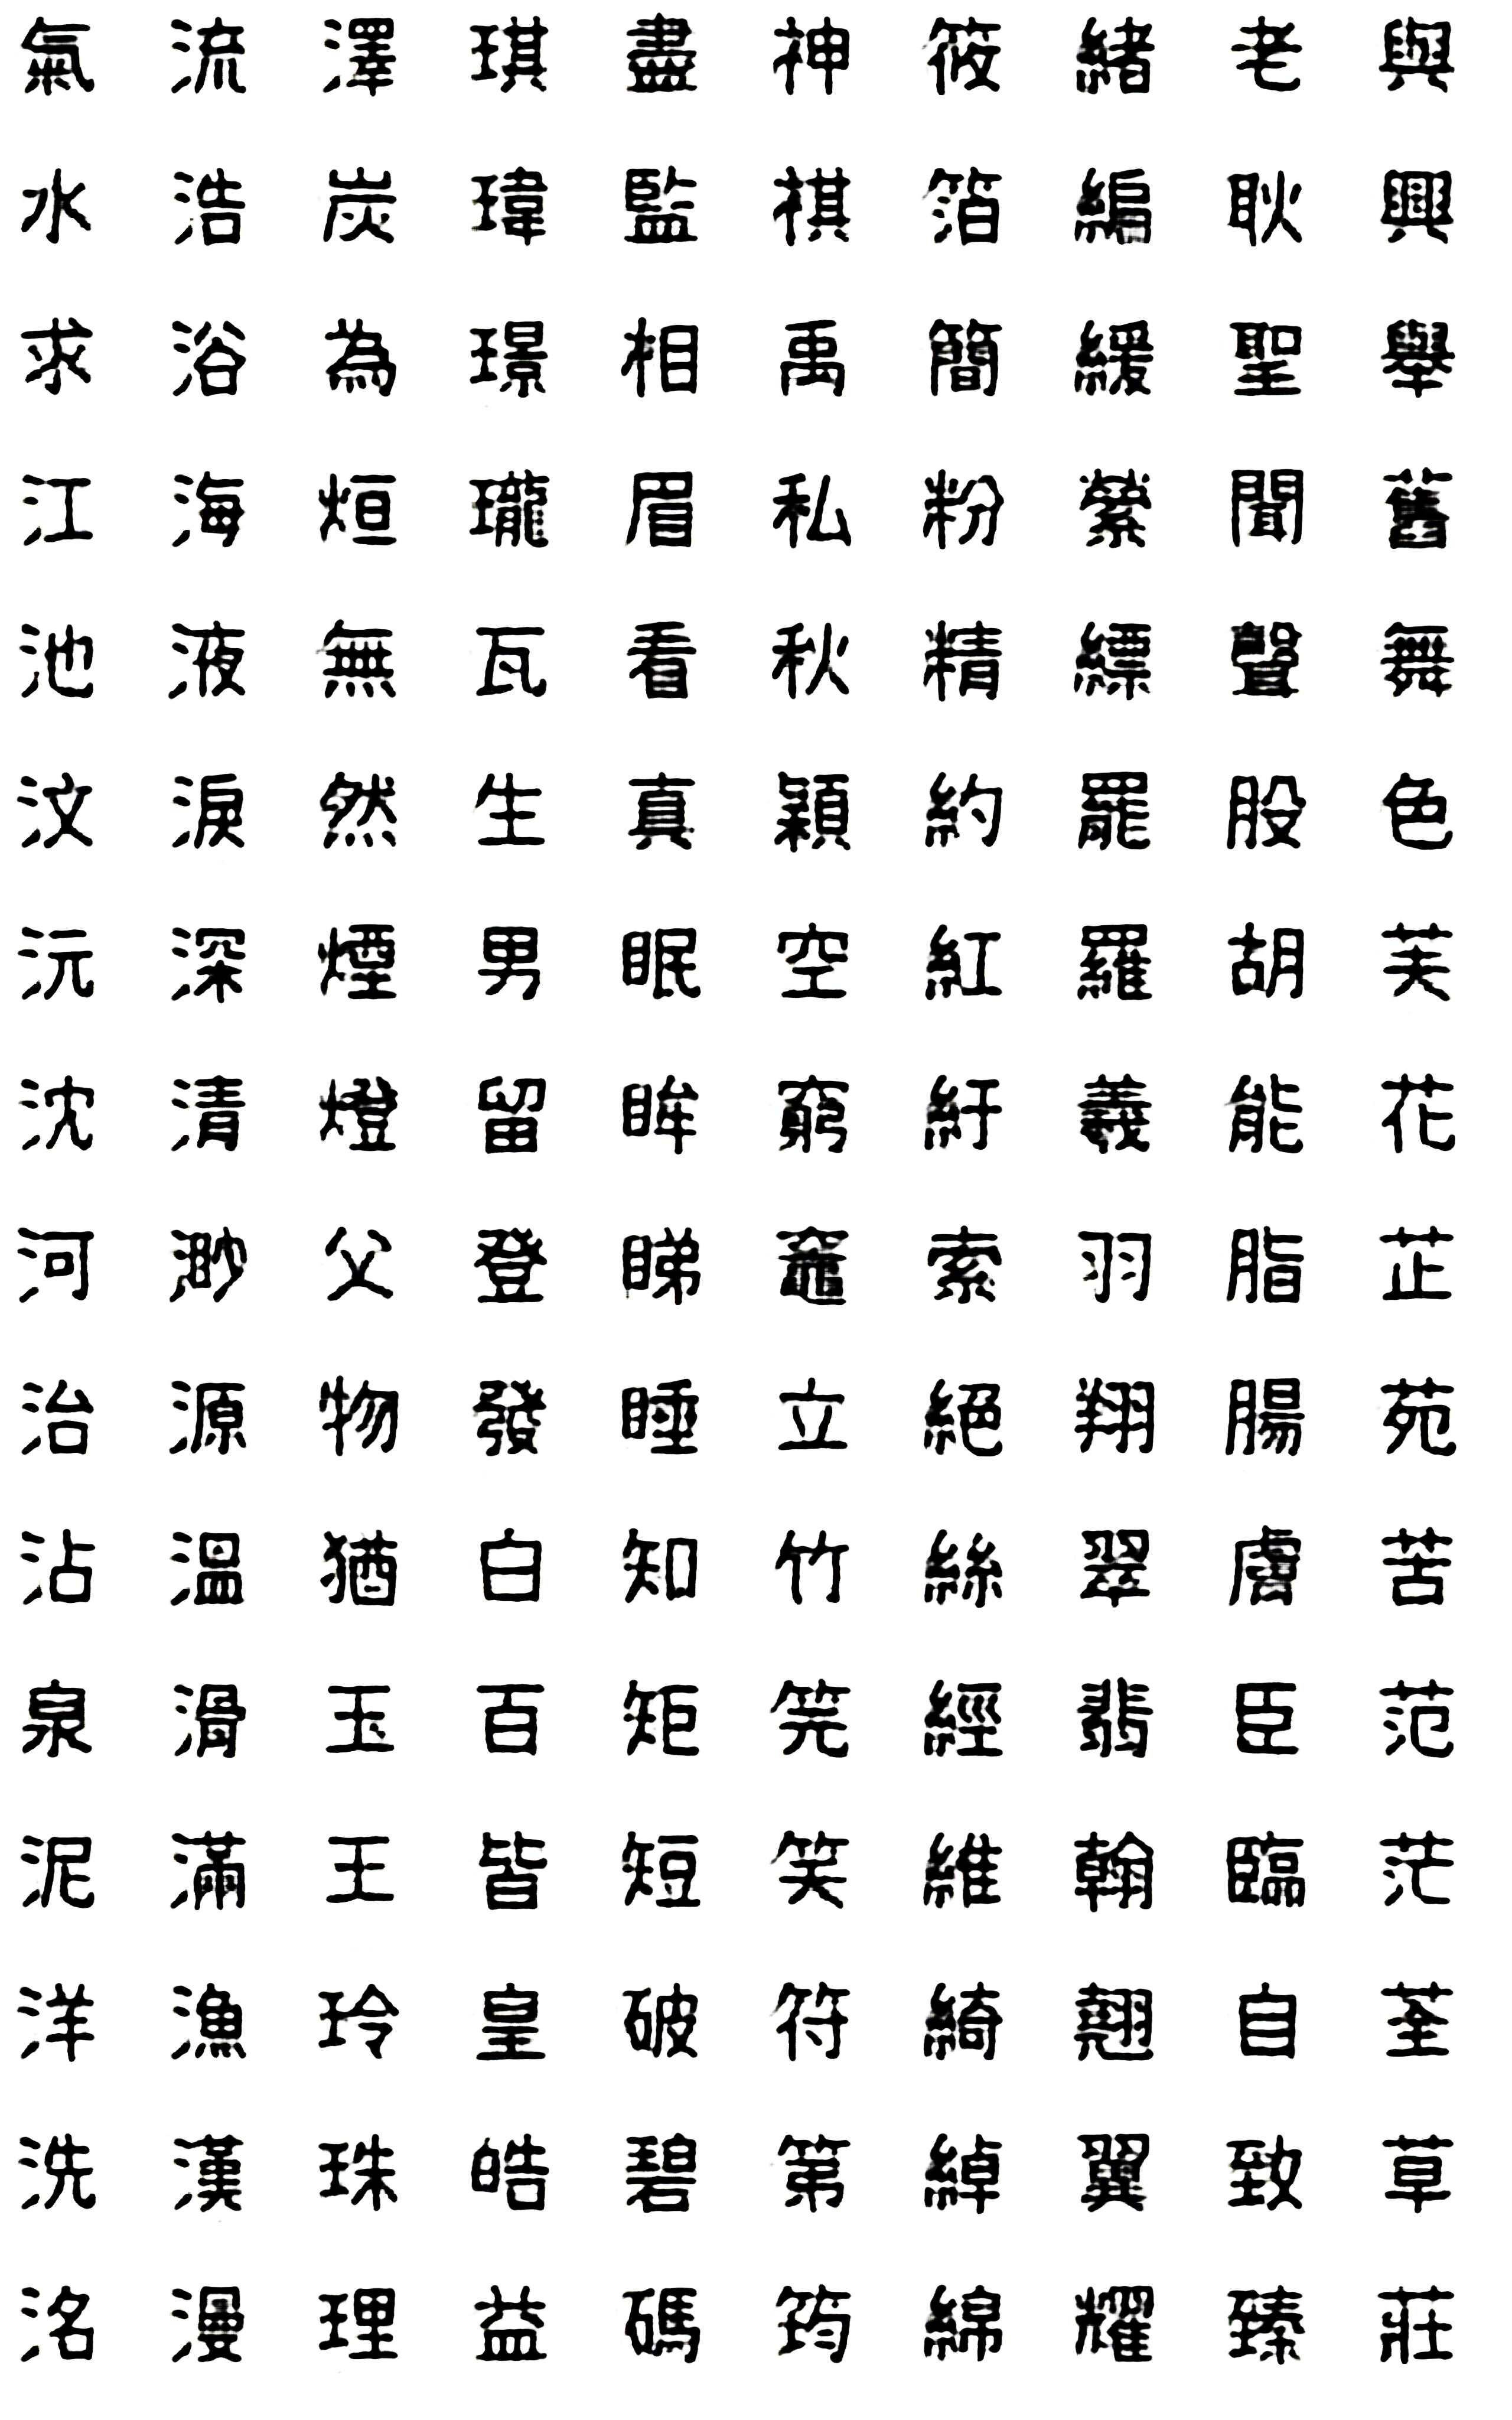 氣流澤琪盡神筱緒老與
水浩炭瑋監祺箔編耿興
求浴為璟相禹簡緩聖舉
江海烜瓏眉私粉縈聞舊
池液無瓦看秋精縹聲舞
汶淚然生真穎約罷股色
沅深煙男眠空紅羅胡芙
沈清燈留眸窮紆羲能花
河渺父登睇竈索羽脂芷
治源物發睡立絕翔腸苑
沾溫猶白知竹絲翠膚苦
泉滑玉百矩筦經翡臣范
泥滿王皆短笑維翰臨茫
洋漁玲皇破符綺翹自荃
洗漢珠皓碧第綽翼致草
洺漫理益碼筠綿耀臻莊